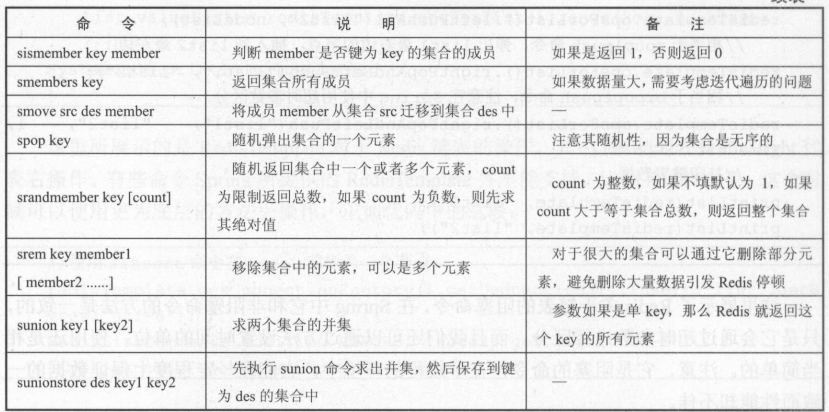 命 令 说 明 备 注
sismember key member 判断 member 是否键为 key 的集合的成员 如果是返回 1，否则返回 0
smembers key 返回集合所有成员 如果数据量大，需要考虑迭代遍历的问题
smove src des member 将成员 member 从集合 src 迁移到集合 des 中 —
spop key 随机弹出集合的一个元素 注意其随机性，因为集合是无序的
srandmember key [count]
随机返回集合中一个或者多个元素，count
为限制返回总数，如果 count 为负数，则先求
其绝对值
count 为整数，如果不填默认为 1，如果
count 大于等于集合总数，则返回整个集合
srem key member1
[ member2 ......]
移除集合中的元素，可以是多个元素
对于很大的集合可以通过它删除部分元
素，避免删除大量数据引发 Redis 停顿
sunion key1 [key2] 求两个集合的并集
参数如果是单 key，那么 Redis 就返回这
个 key 的所有元素
sunionstore des key1 key2
先执行 sunion 命令求出并集，然后保存到键
为 des 的集合中
—